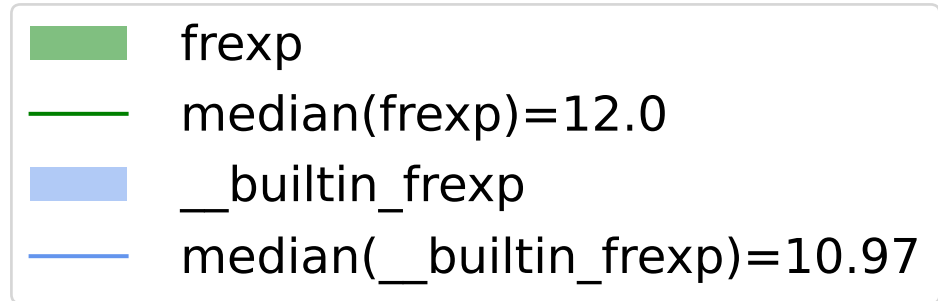 frexp
median(frexp)=12.0
__builtin_frexp
median(__builtin_frexp)=10.97